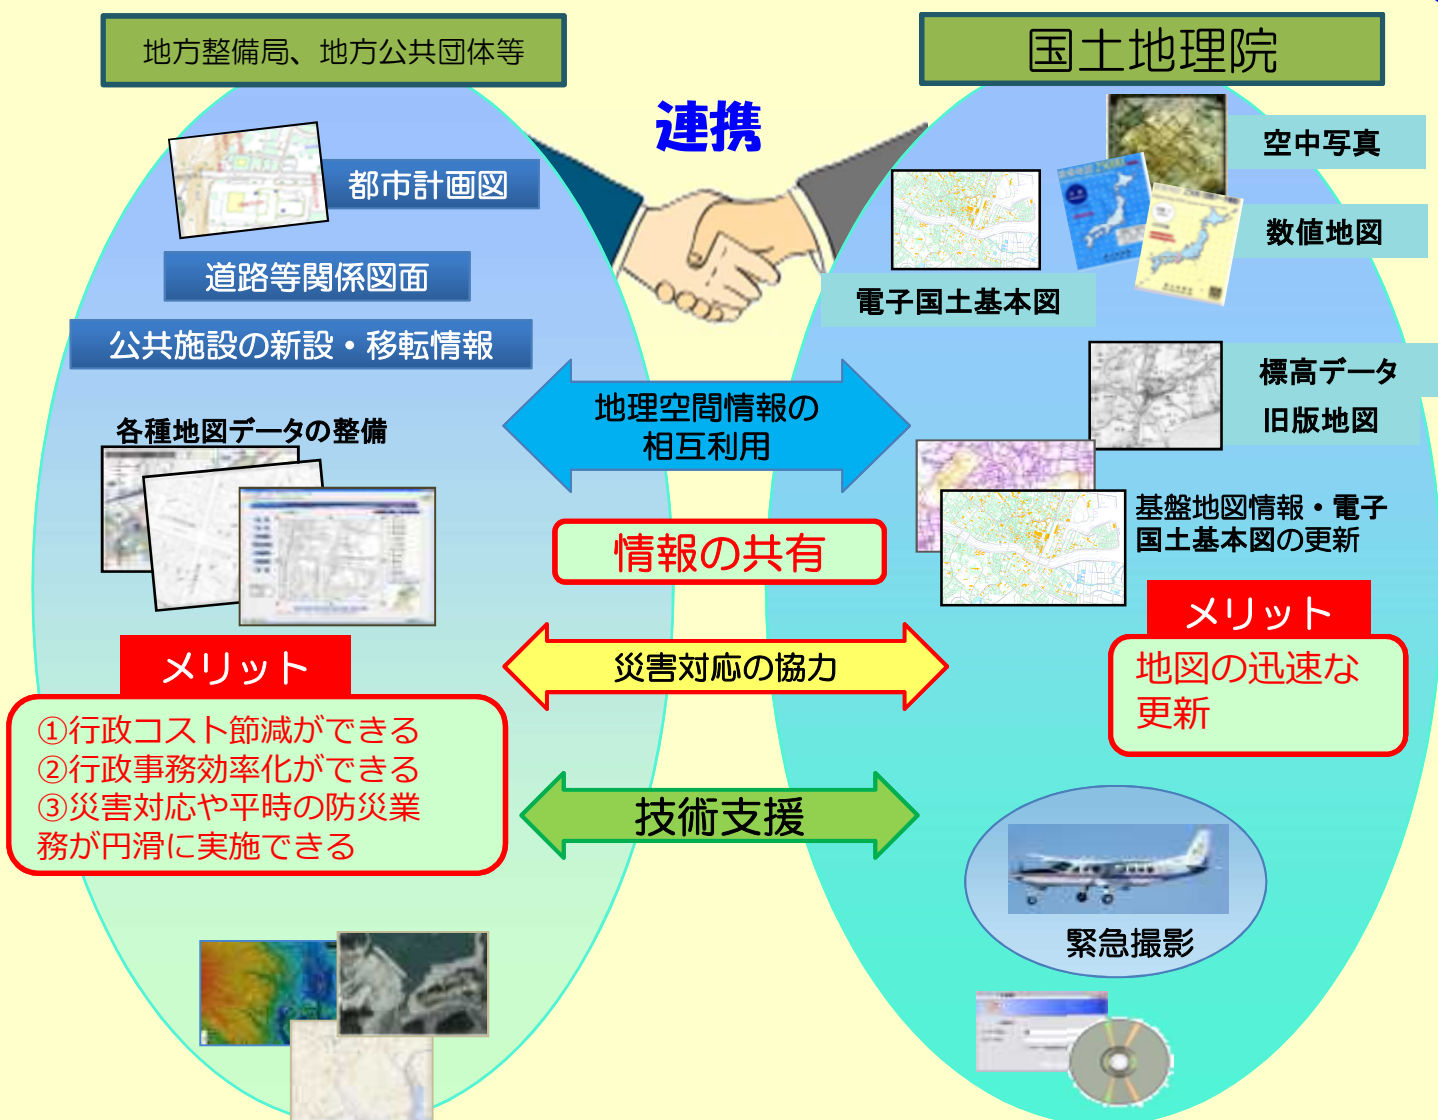 地方整備局、地方公共団体等
国土地理院
連携
都市計画図
道路等関係図面
公共施設の新設・移転情報
各種地図データの整備
空中写真
数値地図
電子国土基本図
標高データ
旧版地図
基盤地図情報・電子
国土基本図の更新
地理空間情報の
相互利用
情報の共有
災害対応の協力
技術支援
メリット
①行政コスト節減ができる
②行政事務効率化ができる
③災害対応や平時の防災業
務が円滑に実施できる
メリット
地図の迅速な
更新
緊急撮影